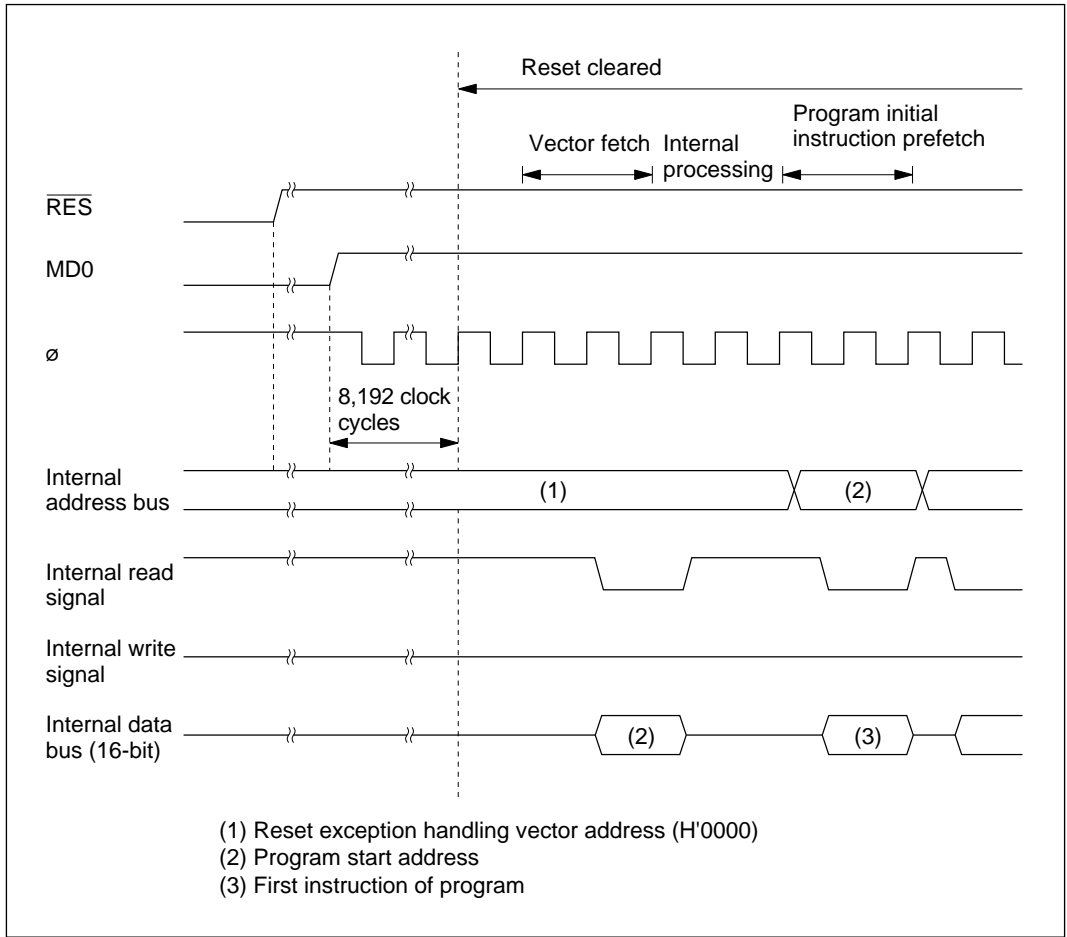 Reset cleared
Program initial
instruction prefetch
Vector fetch
Internal
processing
RES
MD0
ø
8,192 clock
cycles
Internal
address bus
(1)
(2)
Internal read
signal
Internal write
signal
Internal data
bus (16-bit)
(2)
(3)
(1) Reset exception handling vector address (H'0000)
(2) Program start address
(3) First instruction of program